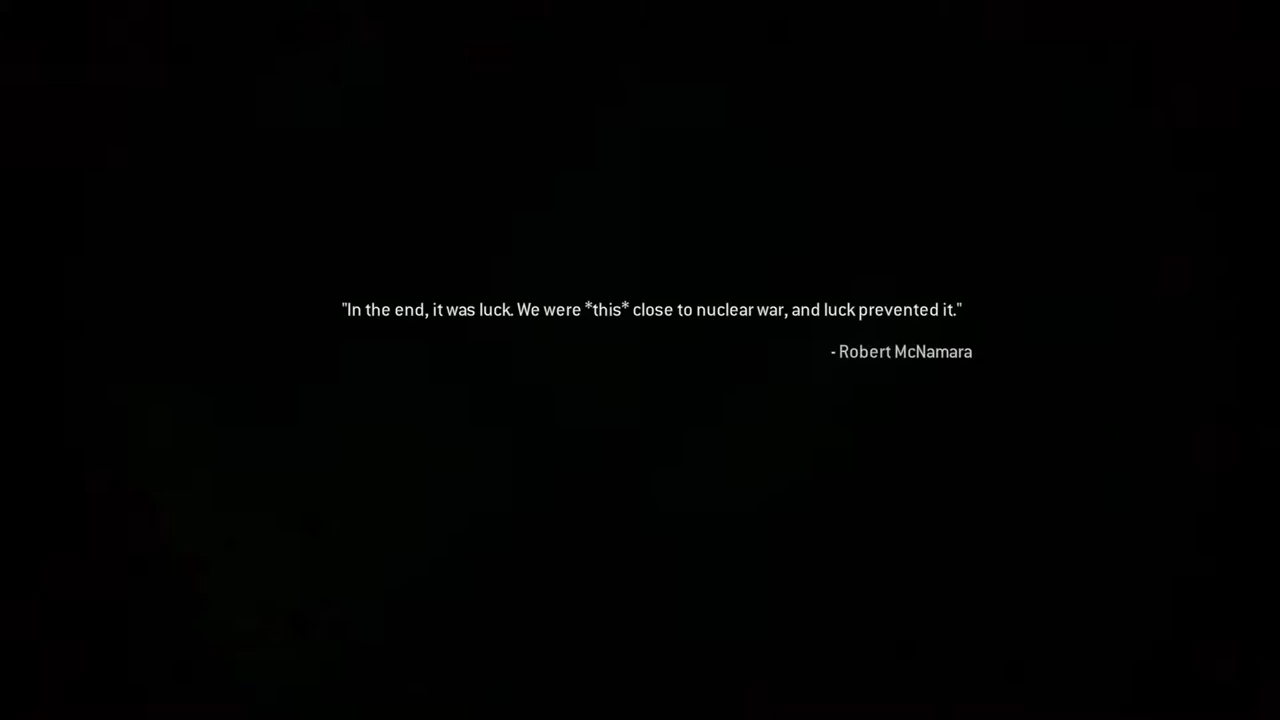 "In the end, it was luck. We were *this* close to nuclear war, and luck prevented it."
- Robert McNamara